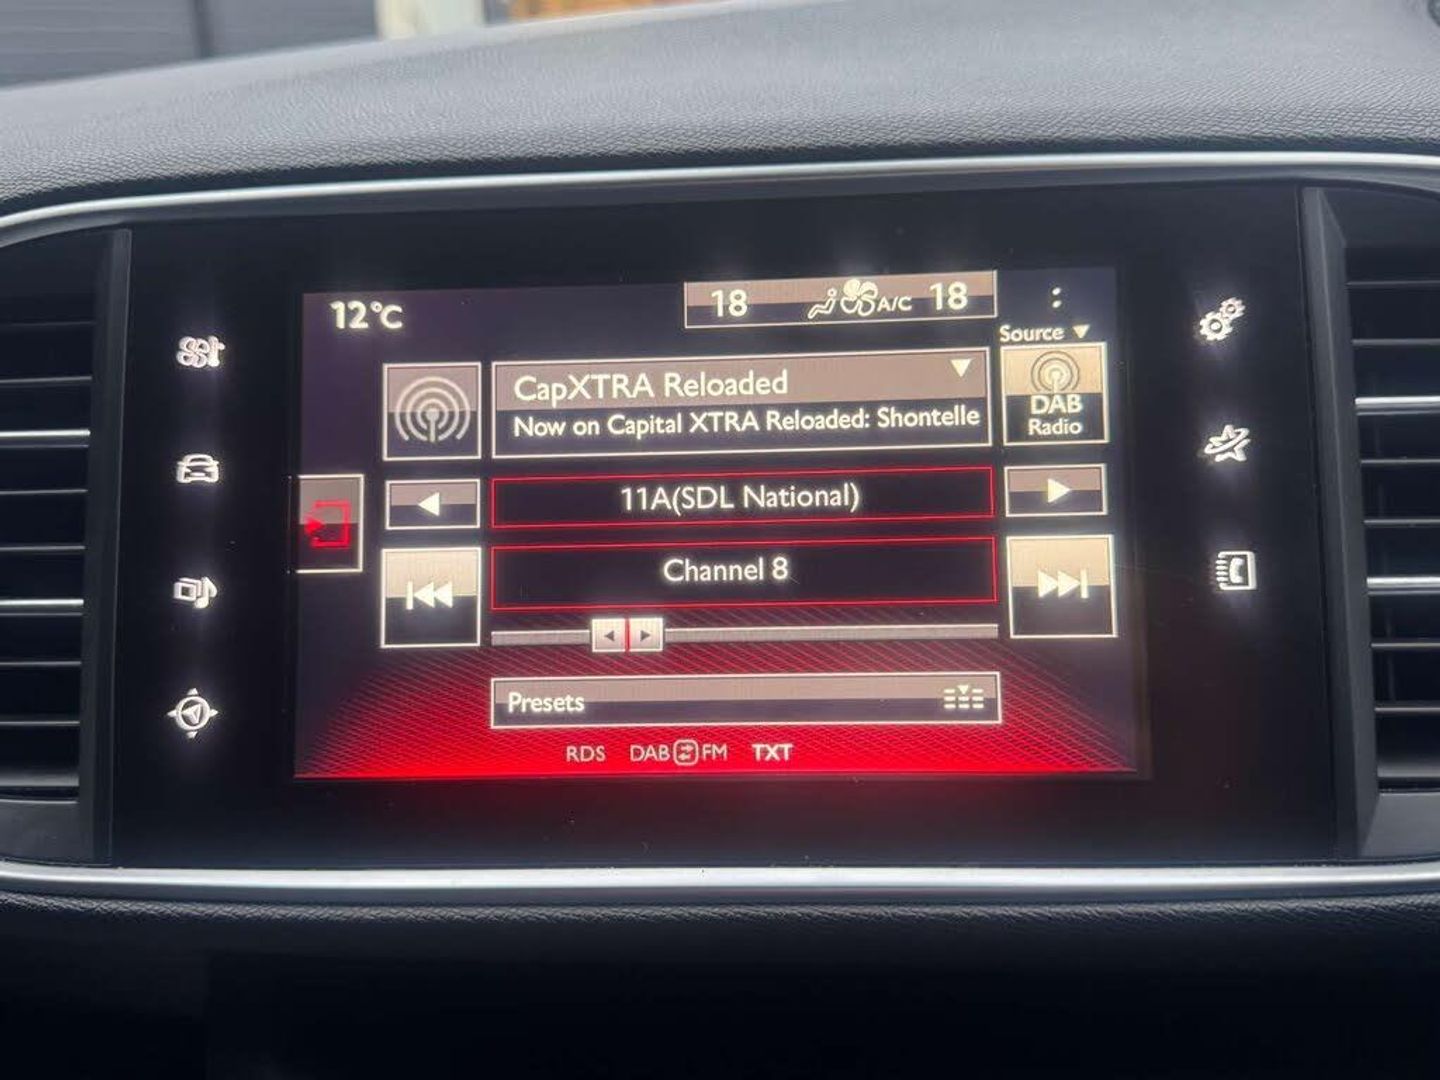 12°C
18 A/C 18 :
Source
CapXTRA Reloaded
Now on Capital XTRA Reloaded: Shontelle
DAB
Radio
11A(SDL National)
Channel 8
Presets
RDS DAB FM TXT